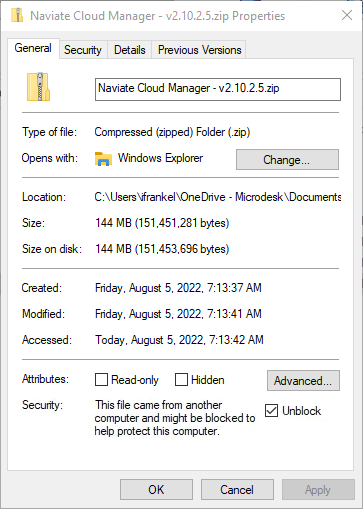 Naviate Cloud Manager - v2.10.2.5.zip Properties
General Security Details Previous Versions
Naviate Cloud Manager - v2.10.2.5.zip
Type of file: Compressed (zipped) Folder (.zip)
Opens with: Windows Explorer Change...
Location: C:\Users\ifrankel\OneDrive - Microdesk\Documents
Size: 144 MB (151,451,281 bytes)
Size on disk: 144 MB (151,453,696 bytes)
Created: Friday, August 5, 2022, 7:13:37 AM
Modified: Friday, August 5, 2022, 7:13:41 AM
Accessed: Today, August 5, 2022, 7:13:42 AM
Attributes: Read-only Hidden Advanced...
Security: This file came from another
computer and might be blocked to
help protect this computer.
Unblock
OK Cancel Apply